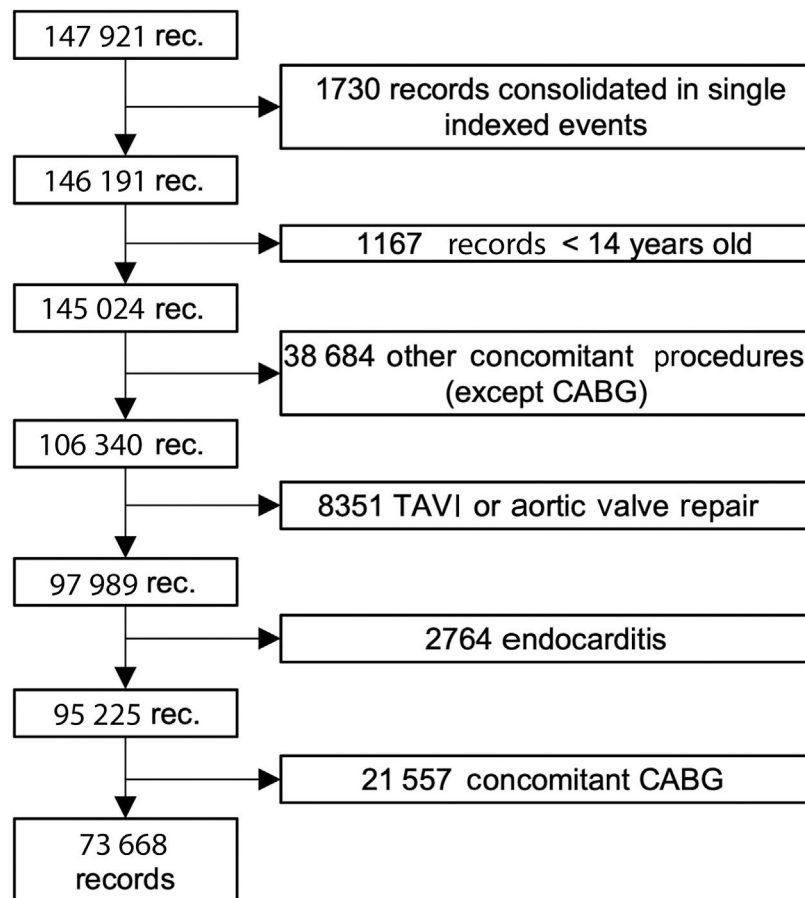 147 921 rec.
1730 records consolidated in single
indexed events
146 191 rec.
1167 records < 14 years old
145 024 rec.
38 684 other concomitant procedures
(except CABG)
106 340 rec.
8351 TAVI or aortic valve repair
97 989 rec.
2764 endocarditis
95 225 rec.
21 557 concomitant CABG
73 668
records